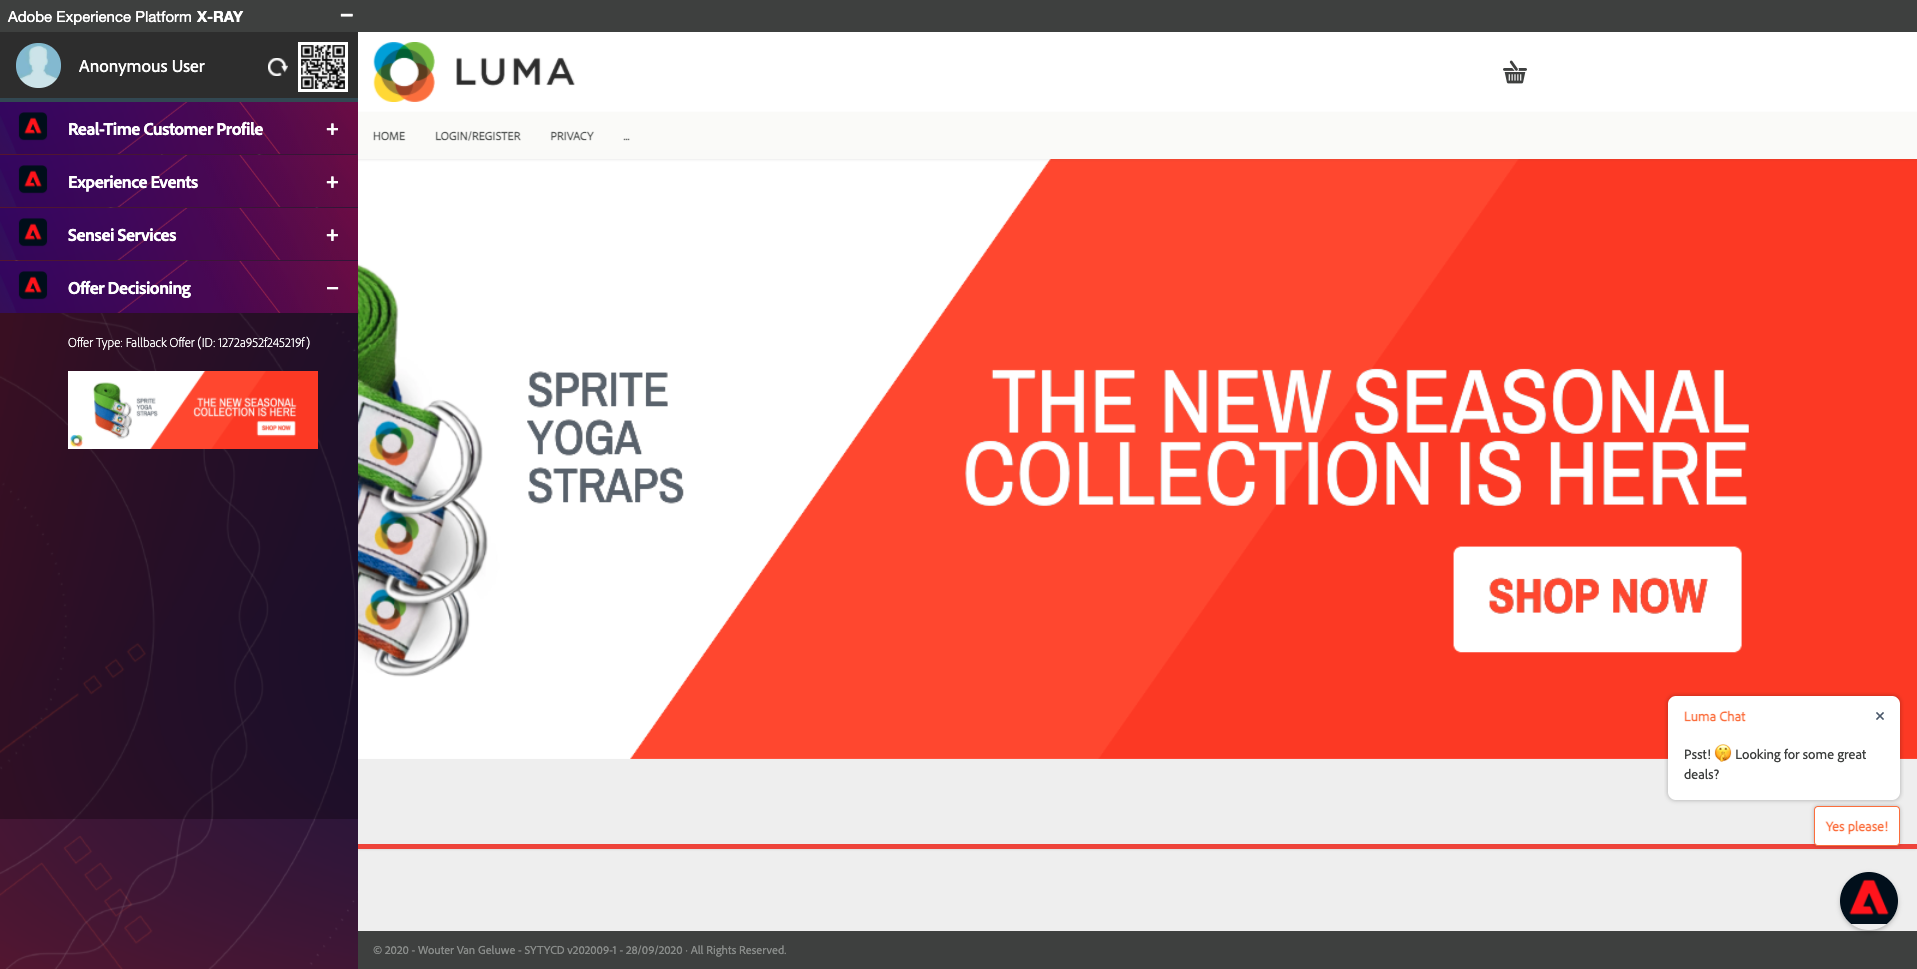 Adobe Experience Platform X-RAY
Anonymous User
Real-Time Customer Profile
Experience Events
Sensei Services
Offer Decisioning
Offer Type: Fallback Offer (ID: 1272a952f245219f)
SPRITE
YOGA
STRAPS
THE NEW SEASONAL
COLLECTION IS HERE
SHOP NOW
LUMA
HOME
LOGIN/REGISTER
PRIVACY
...
SPRITE
YOGA
STRAPS
THE NEW SEASONAL
COLLECTION IS HERE
SHOP NOW
Luma Chat
Psst! 🤫 Looking for some great
deals?
Yes please!
© 2020 - Wouter Van Geluwe - SYTYCD v202009-1 - 28/09/2020 · All Rights Reserved.